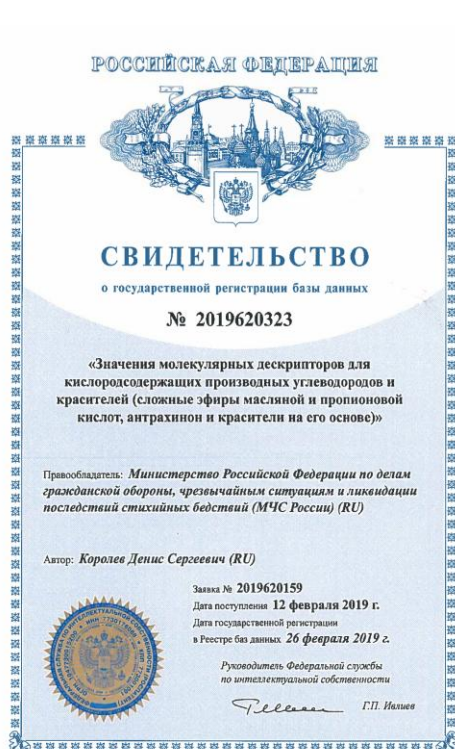 РОССИЙСКАЯ ФЕДЕРАЦИЯ
СВИДЕТЕЛЬСТВО
о государственной регистрации базы данных
№ 2019620323
«Значения молекулярных дескрипторов для
кислородсодержащих производных углеводородов и
красителей (сложные эфиры масляной и пропионовой
кислот, антрахинон и красители на его основе)»
Правообладатель: Министерство Российской Федерации по делам
гражданской обороны, чрезвычайным ситуациям и ликвидации
последствий стихийных бедствий (МЧС России) (RU)
Автор: Королев Денис Сергеевич (RU)
Заявка № 2019620159
Дата поступления 12 февраля 2019 г.
Дата государственной регистрации
в Реестре баз данных 26 февраля 2019 г.
Руководитель Федеральной службы
по интеллектуальной собственности
Г.П. Ивлиев